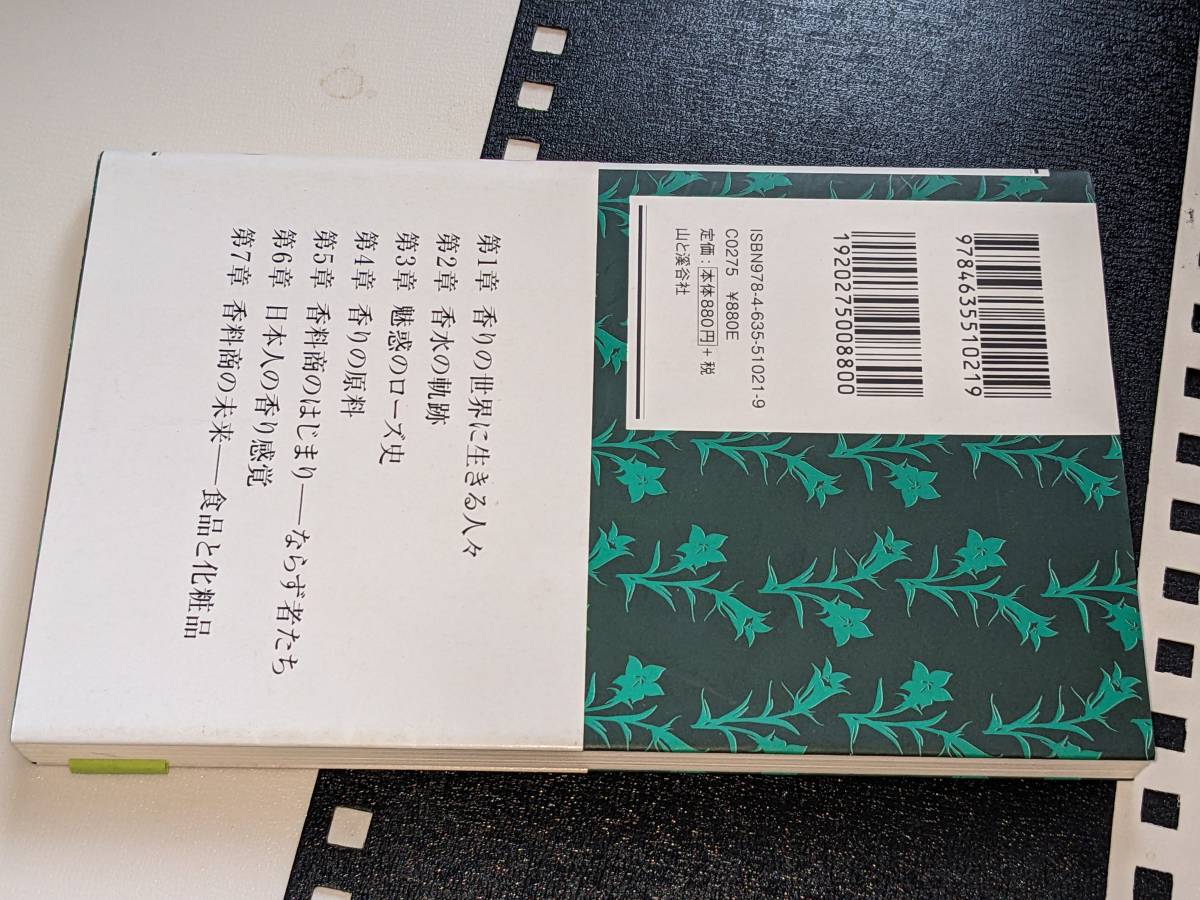 9784635510219
1920275008800
ISBN978-4-635-51021-9
C0275 ¥880E
定価：本体880円＋税
山と溪谷社
第1章 香りの世界に生きる人々
第2章 香水の軌跡
第3章 魅惑のローズ史
第4章 香りの原料
第5章 香料商のはじまり――ならず者たち
第6章 日本人の香り感覚
第7章 香料商の未来――食品と化粧品